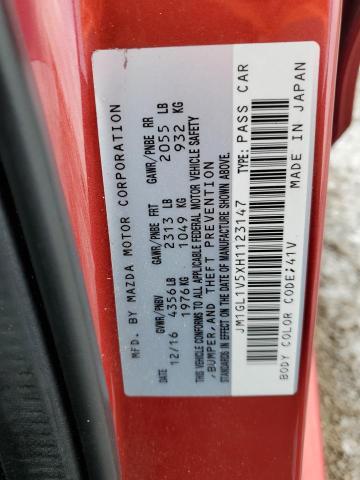 MFD. BY MAZDA MOTOR CORPORATION
GVWR/PNBV GAWR/PNBE FRT GAWR/PNBE RR
DATE 12/16 4356 LB 2313 LB 2055 LB
1976 KG 1049 KG 932 KG
THIS VEHICLE CONFORMS TO ALL APPLICABLE FEDERAL MOTOR VEHICLE SAFETY
,BUMPER,AND THEFT PREVENTION
STANDARDS IN EFFECT ON THE DATE OF MANUFACTURE SHOWN ABOVE.
JM1GL1V5XH1123147 TYPE: PASS CAR
BODY COLOR CODE;41V MADE IN JAPAN